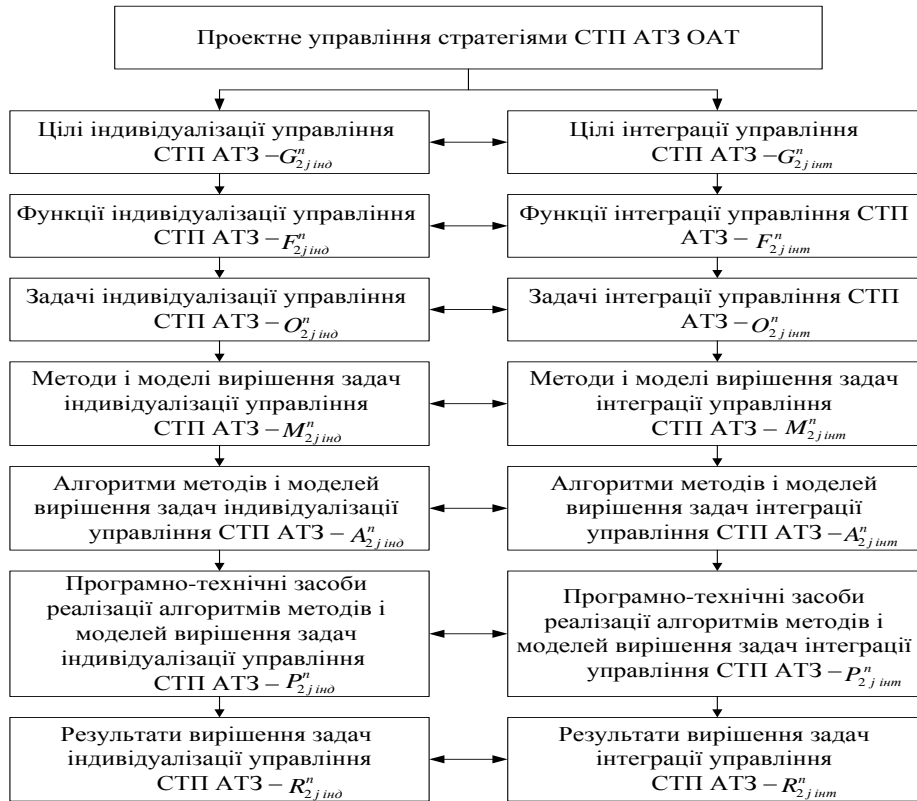 Проектне управління стратегіями СТП АТЗ ОАТ
Цілі індивідуалізації управління
СТП АТЗ – $G^n_{2j\,інд}$
Цілі інтеграції управління
СТП АТЗ – $G^n_{2j\,інт}$
Функції індивідуалізації управління
СТП АТЗ – $F^n_{2j\,інд}$
Функції інтеграції управління СТП
АТЗ – $F^n_{2j\,інт}$
Задачі індивідуалізації управління
СТП АТЗ – $O^n_{2j\,інд}$
Задачі інтеграції управління СТП
АТЗ – $O^n_{2j\,інт}$
Методи і моделі вирішення задач
індивідуалізації управління
СТП АТЗ – $M^n_{2j\,інд}$
Методи і моделі вирішення задач
інтеграції управління
СТП АТЗ – $M^n_{2j\,інт}$
Алгоритми методів і моделей
вирішення задач індивідуалізації
управління СТП АТЗ – $A^n_{2j\,інд}$
Алгоритми методів і моделей
вирішення задач інтеграції
управління СТП АТЗ – $A^n_{2j\,інт}$
Програмно-технічні засоби
реалізації алгоритмів методів і
моделей вирішення задач
індивідуалізації управління
СТП АТЗ – $P^n_{2j\,інд}$
Програмно-технічні засоби
реалізації алгоритмів методів і
моделей вирішення задач інтеграції
управління СТП АТЗ – $P^n_{2j\,інт}$
Результати вирішення задач
індивідуалізації управління
СТП АТЗ – $R^n_{2j\,інд}$
Результати вирішення задач
інтеграції управління
СТП АТЗ – $R^n_{2j\,інт}$